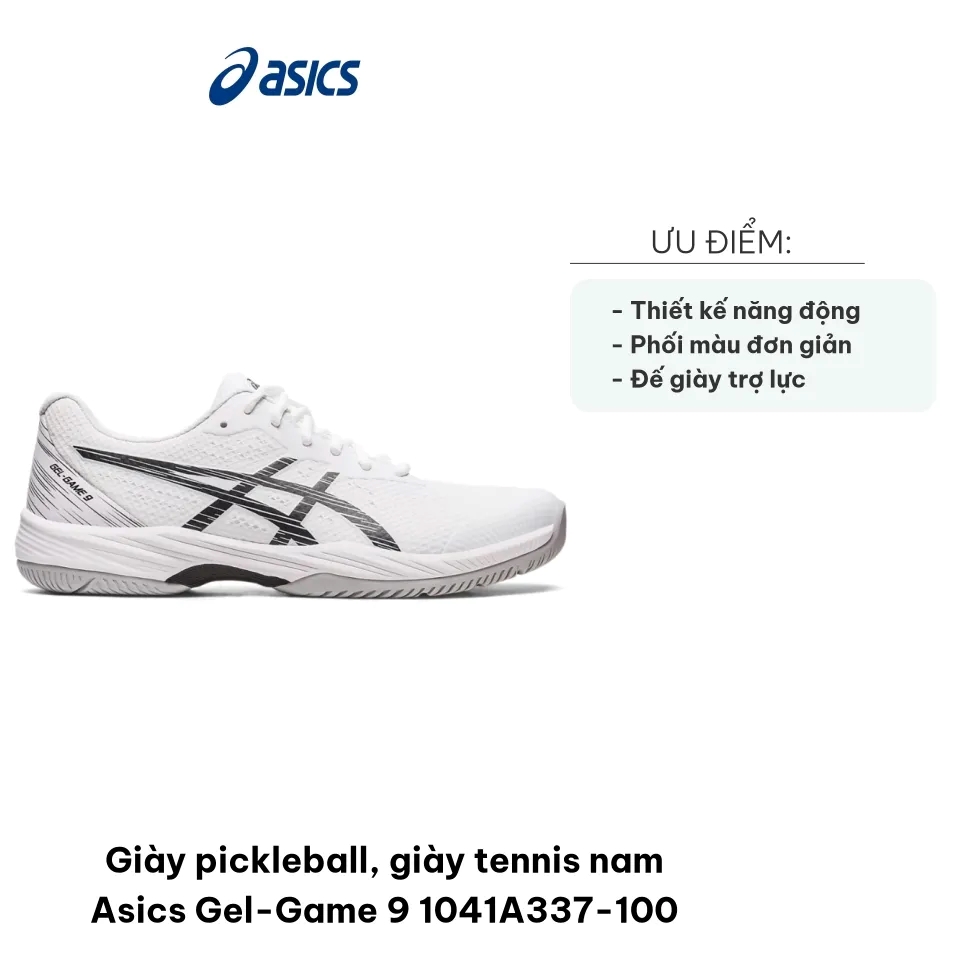 asics
ƯU ĐIỂM:
- Thiết kế năng động
- Phối màu đơn giản
- Đế giày trợ lực
GEL-GAME 9
Giày pickleball, giày tennis nam
Asics Gel-Game 9 1041A337-100